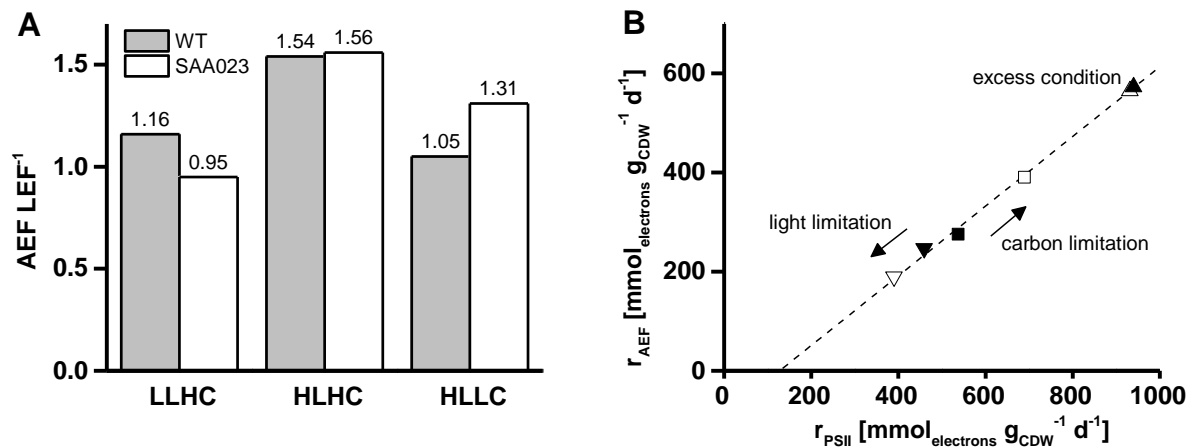 A
AEF LEF⁻¹
1.5
1.0
0.5
0.0
WT
SAA023
1.16
0.95
1.54
1.56
1.05
1.31
LLHC
HLHC
HLLC
B
r_AEF [mmol_electrons g_CDW⁻¹ d⁻¹]
600
400
200
0
excess condition
light limitation
carbon limitation
0
200
400
600
800
1000
r_PSII [mmol_electrons g_CDW⁻¹ d⁻¹]